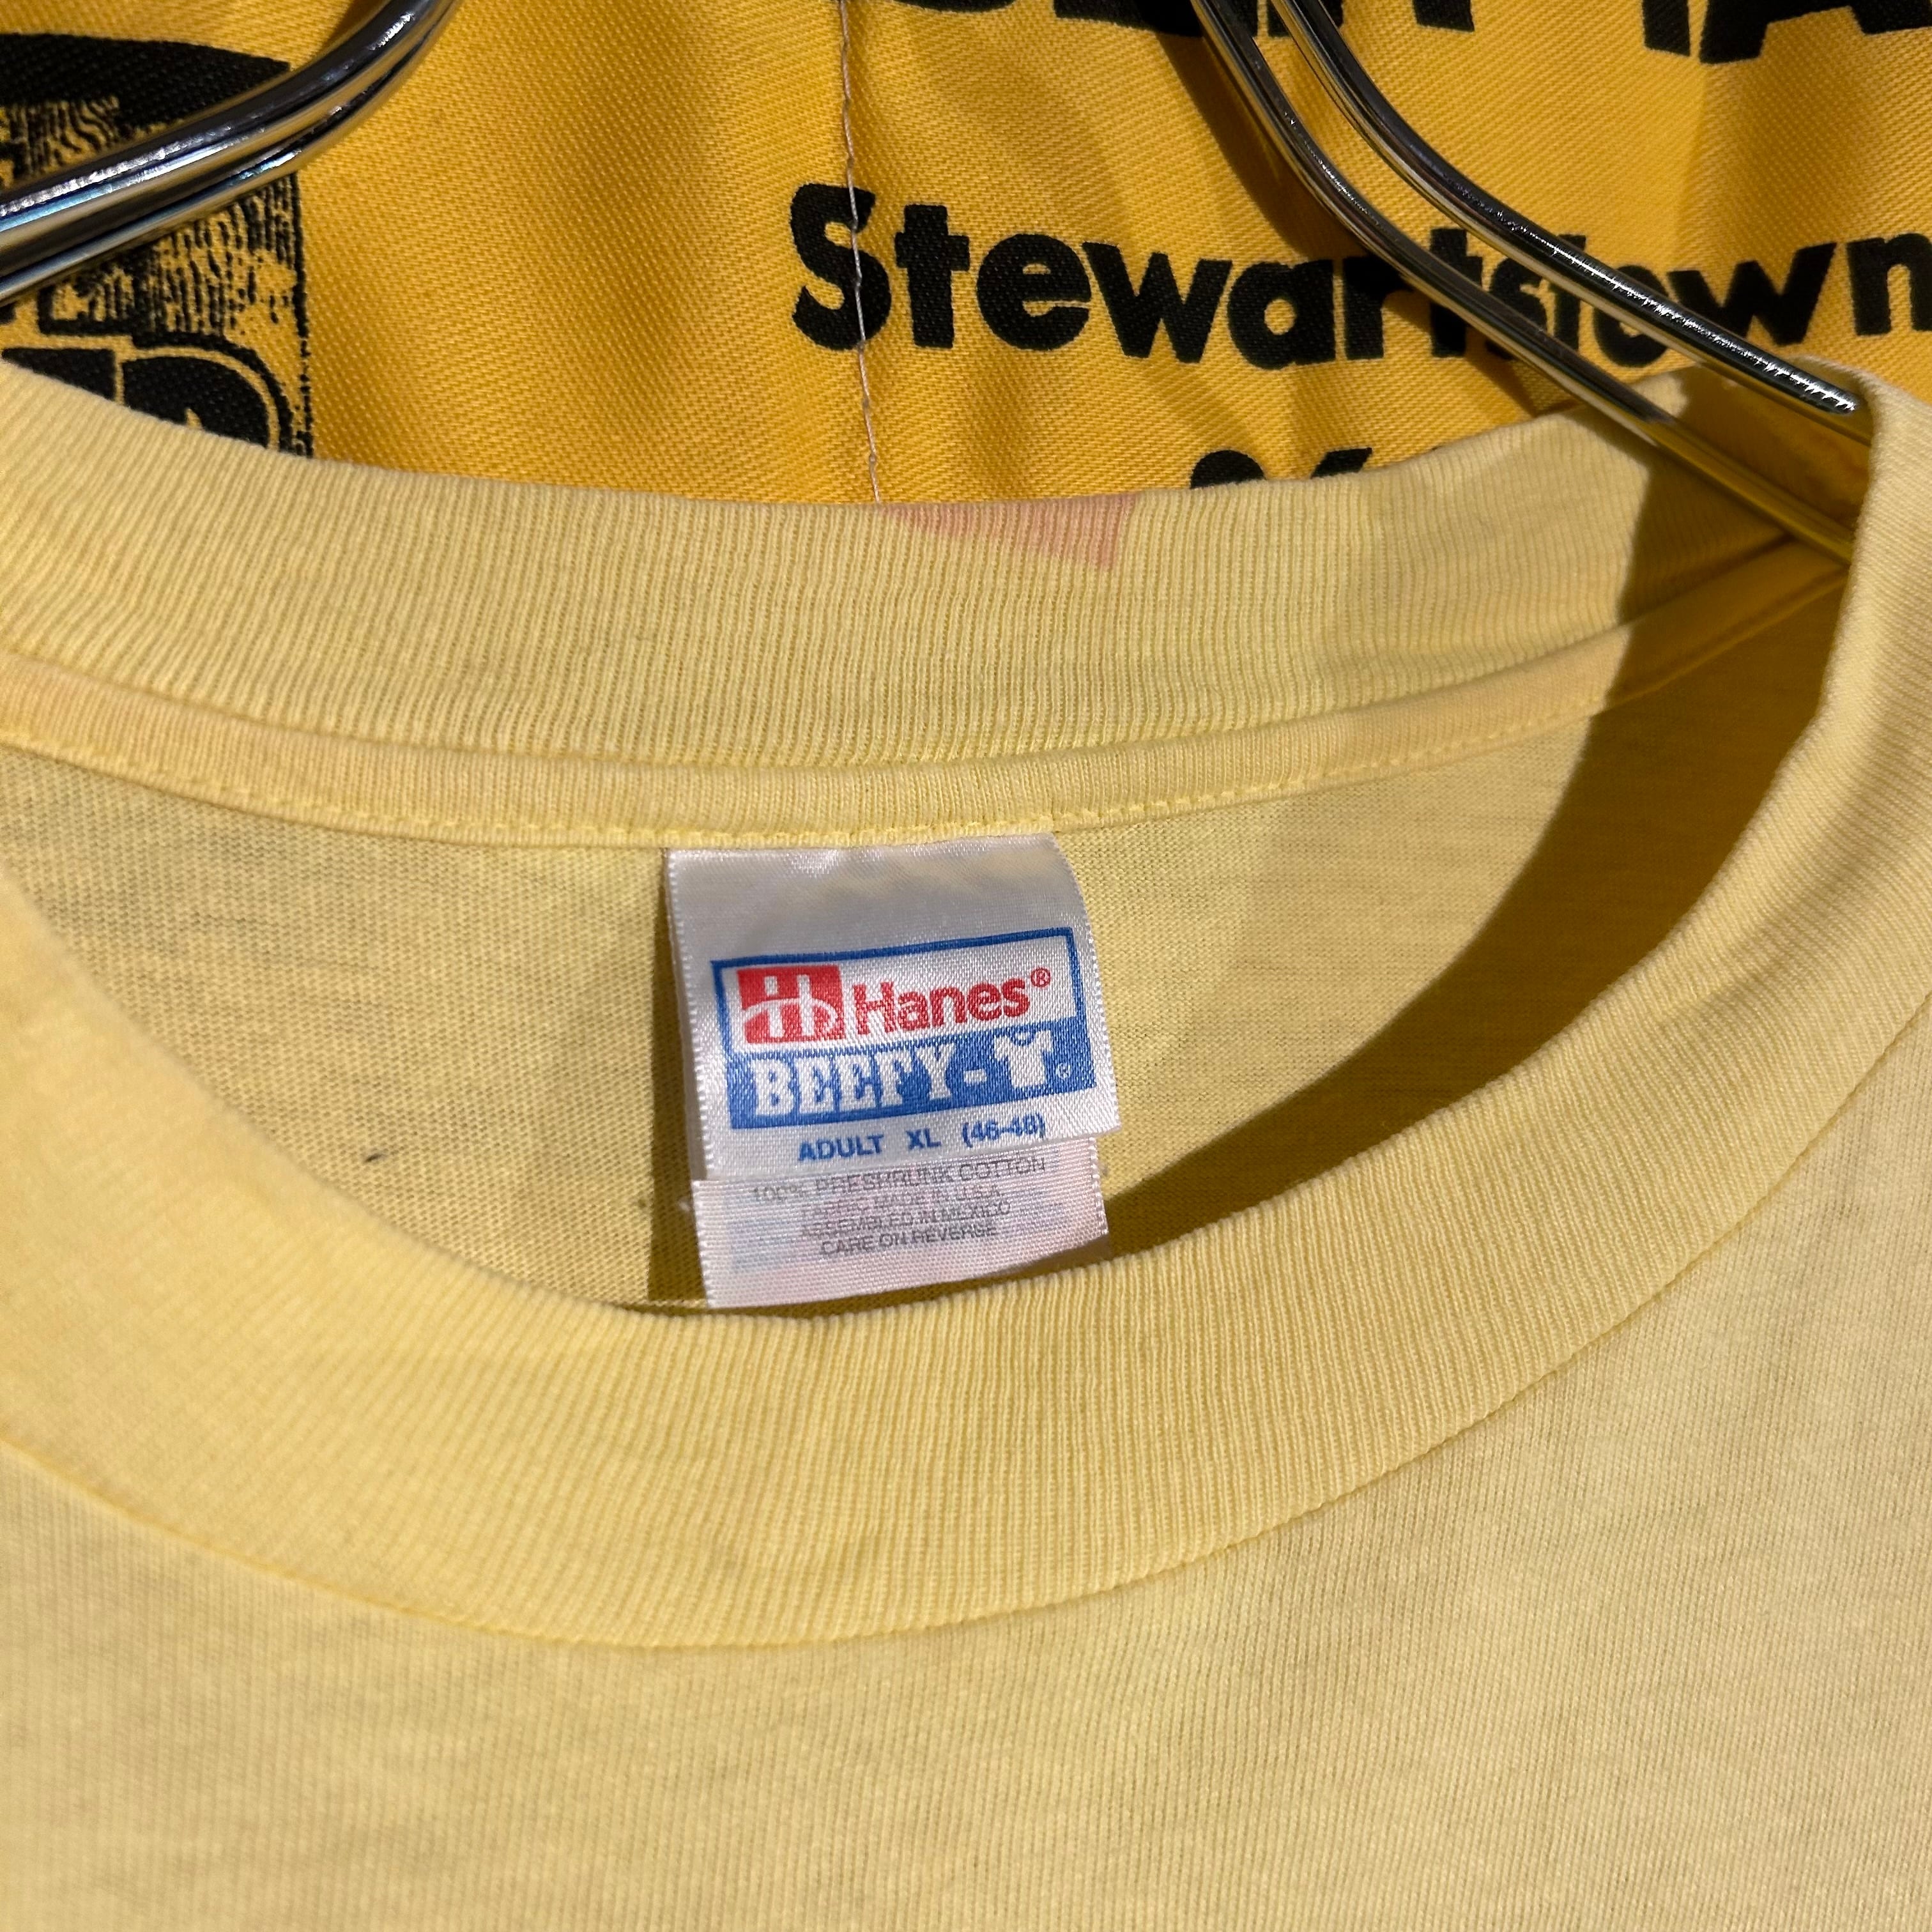 Stewartstown
Hanes®
BEEFY-T®
ADULT XL (46-48)
100% PRESHRUNK COTTON
FABRIC MADE IN U.S.A.
ASSEMBLED IN MEXICO
CARE ON REVERSE